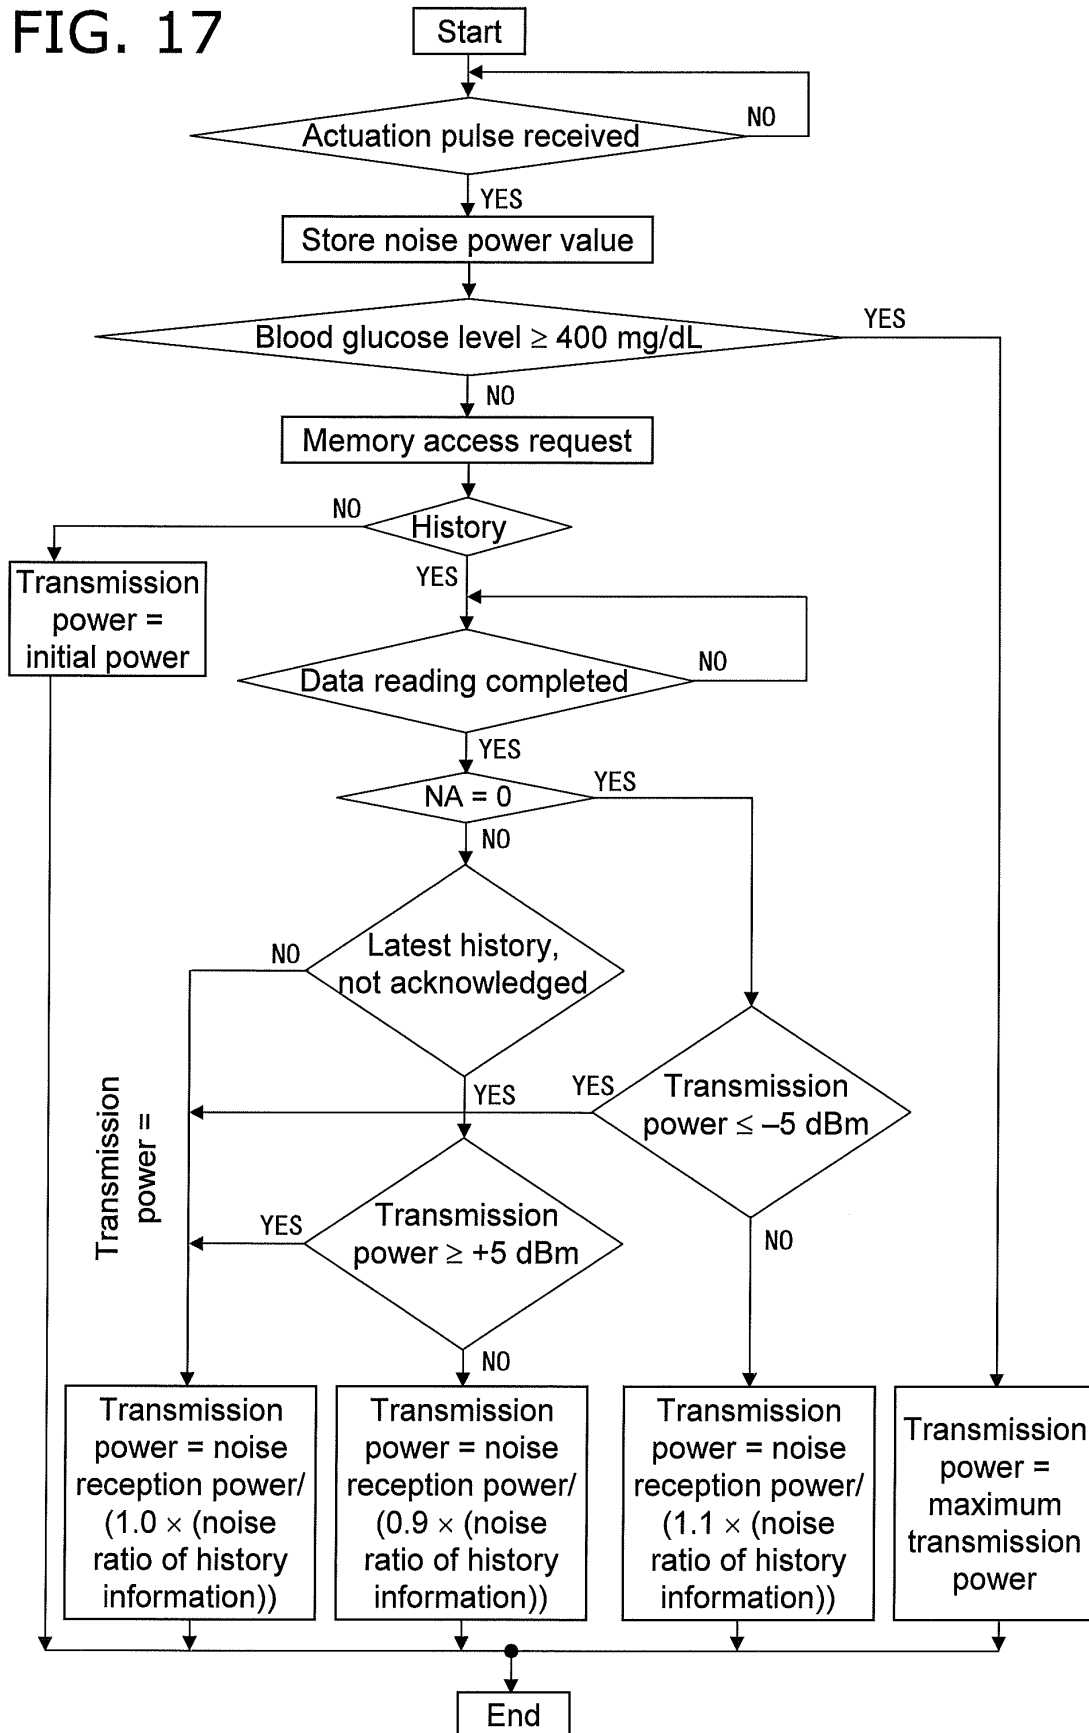 FIG. 17
Start
NO
Actuation pulse received
YES
Store noise power value
YES
Blood glucose level ≥ 400 mg/dL
NO
Memory access request
NO
History
YES
Transmission
power =
initial power
NO
Data reading completed
YES
YES
NA = 0
NO
NO
Latest history,
not acknowledged
YES
YES
Transmission
power ≤ –5 dBm
Transmission
power =
YES
Transmission
power ≥ +5 dBm
NO
NO
Transmission
power = noise
reception power/
(1.0 × (noise
ratio of history
information))
Transmission
power = noise
reception power/
(0.9 × (noise
ratio of history
information))
Transmission
power = noise
reception power/
(1.1 × (noise
ratio of history
information))
Transmission
power =
maximum
transmission
power
End